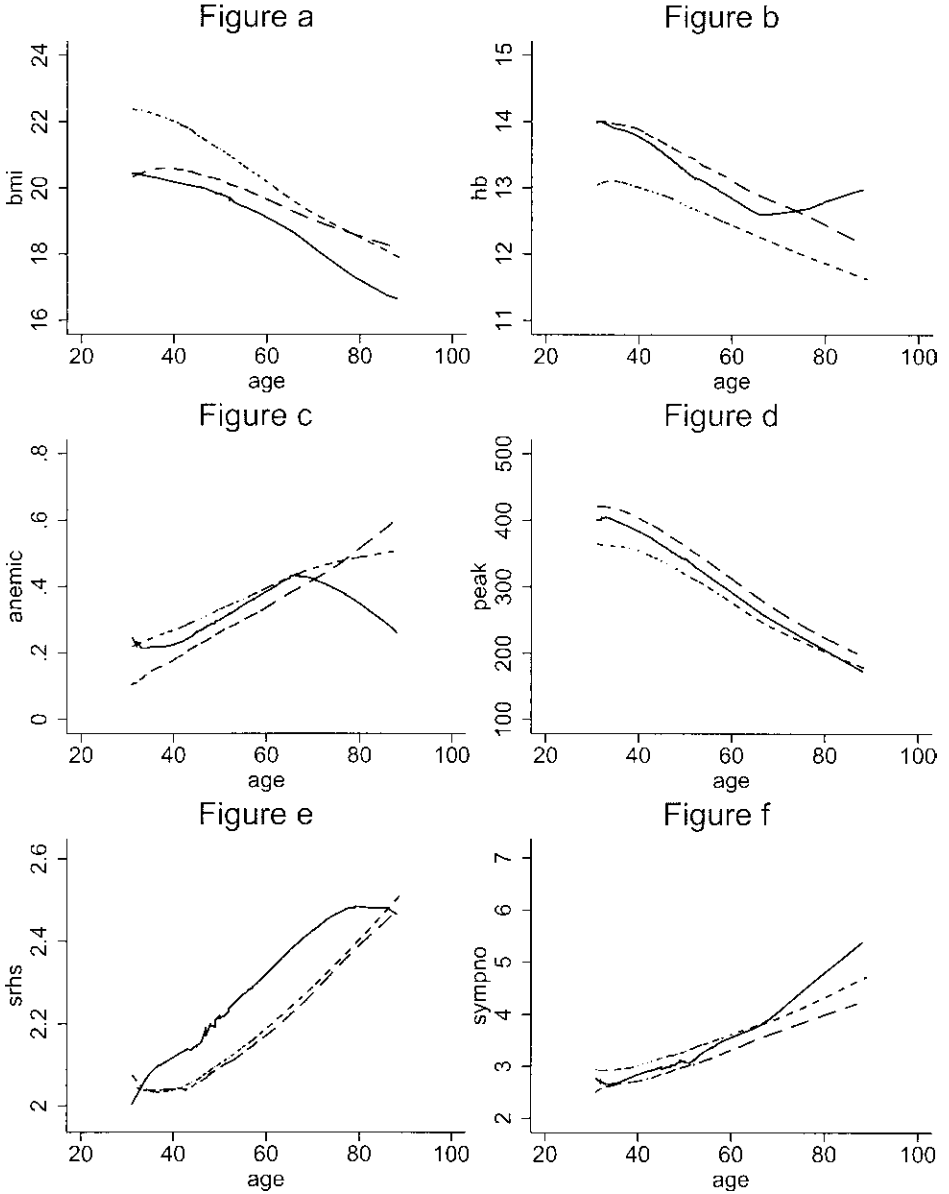 Figure a
24
22
20
18
16
bmi
20 40 60 80 100
age
Figure b
15
14
13
12
11
hb
20 40 60 80 100
age
Figure c
.8
.6
.4
.2
0
anemic
20 40 60 80 100
age
Figure d
500
400
300
200
100
peak
20 40 60 80 100
age
Figure e
2.6
2.4
2.2
2
srhs
20 40 60 80 100
age
Figure f
7
6
5
4
3
2
sympno
20 40 60 80 100
age